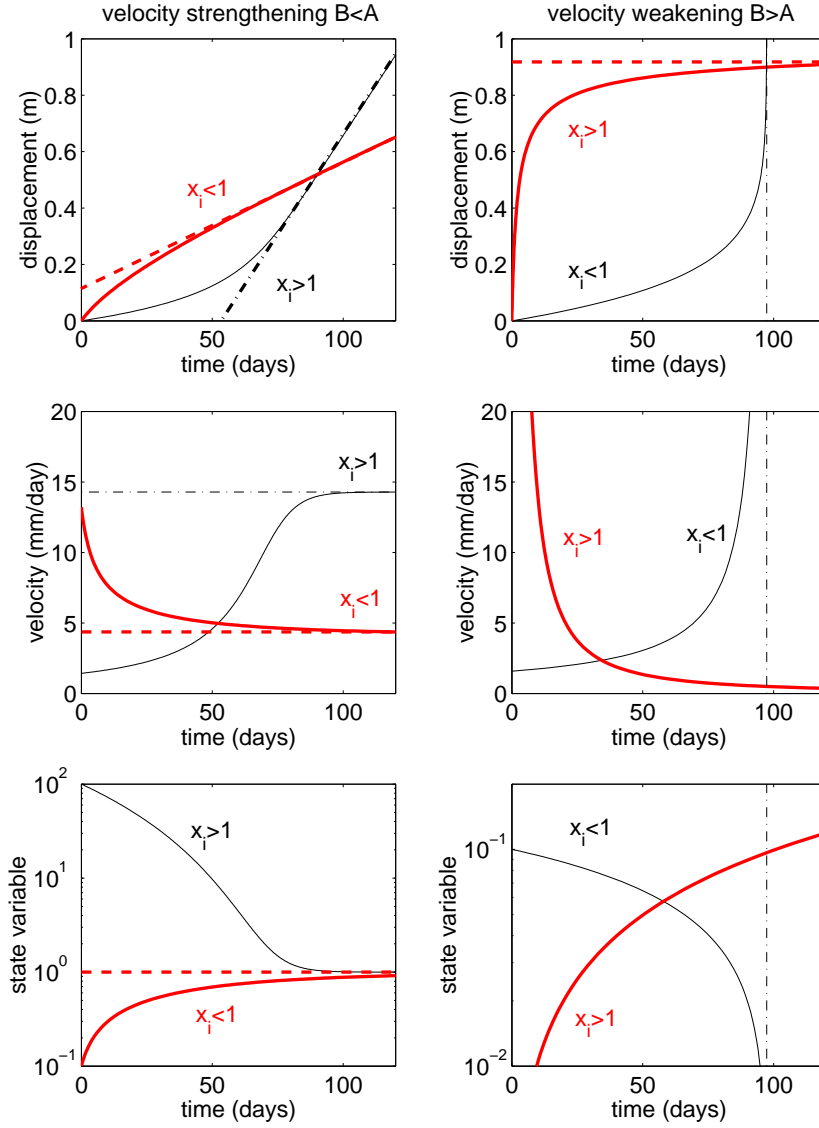 velocity strengthening B<A
velocity weakening B>A
displacement (m)
1
0.8
0.6
0.4
0.2
0
x_i<1
x_i>1
0 50 100
time (days)
displacement (m)
1
0.8
0.6
0.4
0.2
0
x_i>1
x_i<1
0 50 100
time (days)
velocity (mm/day)
20
15
10
5
0
x_i>1
x_i<1
0 50 100
time (days)
velocity (mm/day)
20
15
10
5
0
x_i>1
x_i<1
0 50 100
time (days)
state variable
10^2
10^1
10^0
10^-1
x_i>1
x_i<1
0 50 100
time (days)
state variable
10^-1
10^-2
x_i<1
x_i>1
0 50 100
time (days)